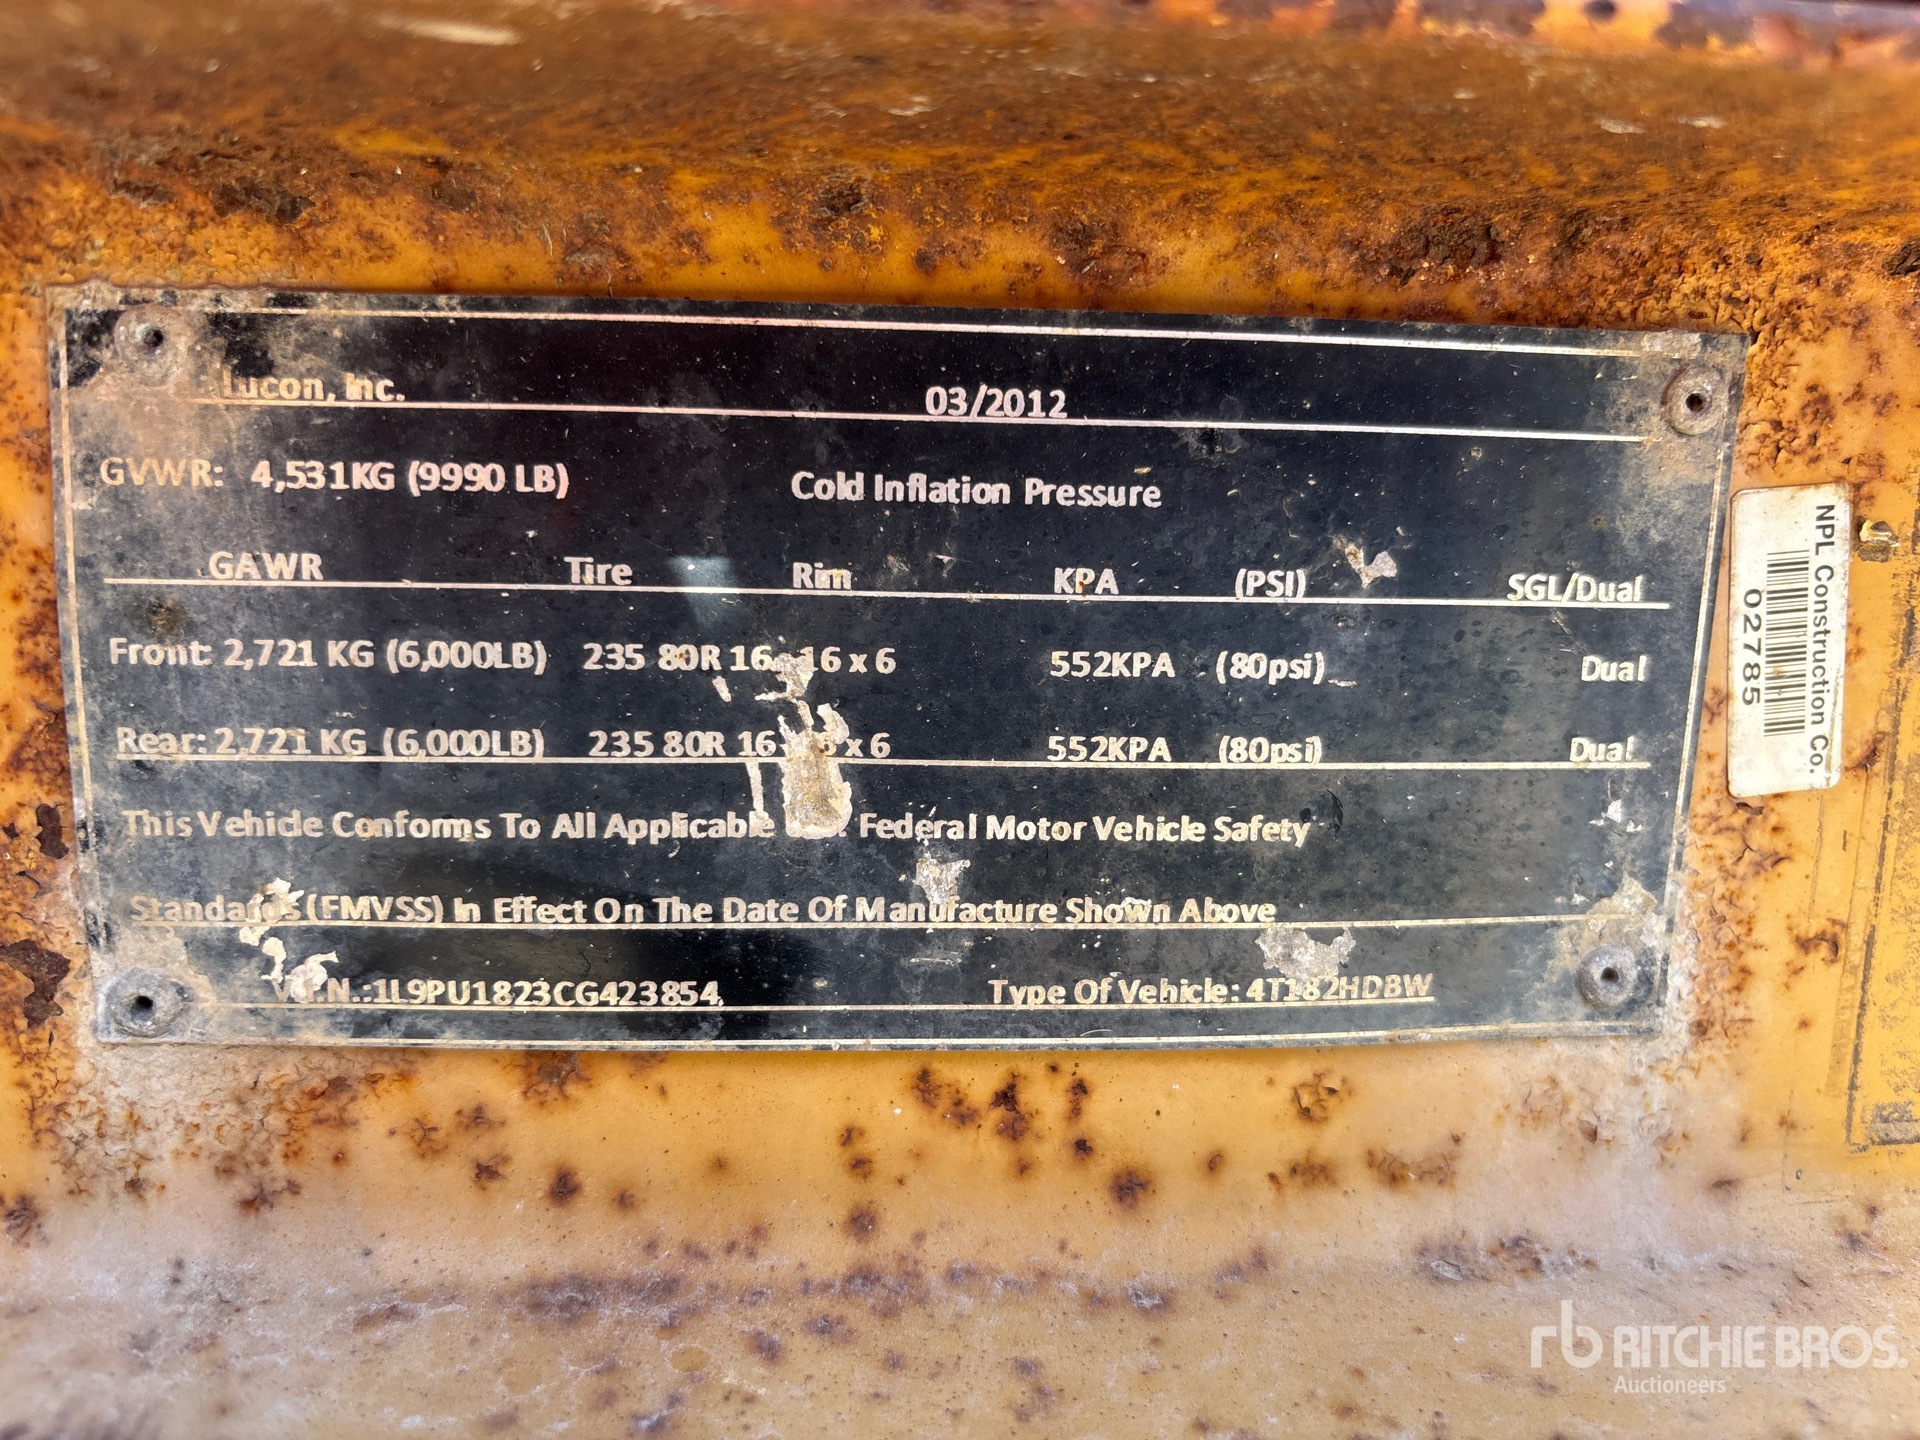 Lucon, Inc. 03/2012
GVWR: 4,531KG (9990 LB) Cold Inflation Pressure
GAWR Tire Rim KPA (PSI) SGL/Dual
Front: 2,721 KG (6,000LB) 235 80R 16 16 x 6 552KPA (80psi) Dual
Rear: 2,721 KG (6,000LB) 235 80R 16 x 6 552KPA (80psi) Dual
This Vehicle Conforms To All Applicable Federal Motor Vehicle Safety
Standards (FMVSS) In Effect On The Date Of Manufacture Shown Above
V.I.N.:1L9PU1823CG423854 Type Of Vehicle: 4T182HDBW
NPL Construction Co.
02785
rb RITCHIE BROS.
Auctioneers